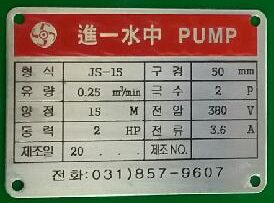 進一水中 PUMP
형식 JS-15 구경 50 mm
유량 0.25 m³/min 극수 2 P
양정 15 M 전압 380 V
동력 2 HP 전류 3.6 A
제조일 20 . . . 제조 NO.
전화:031)857-9607